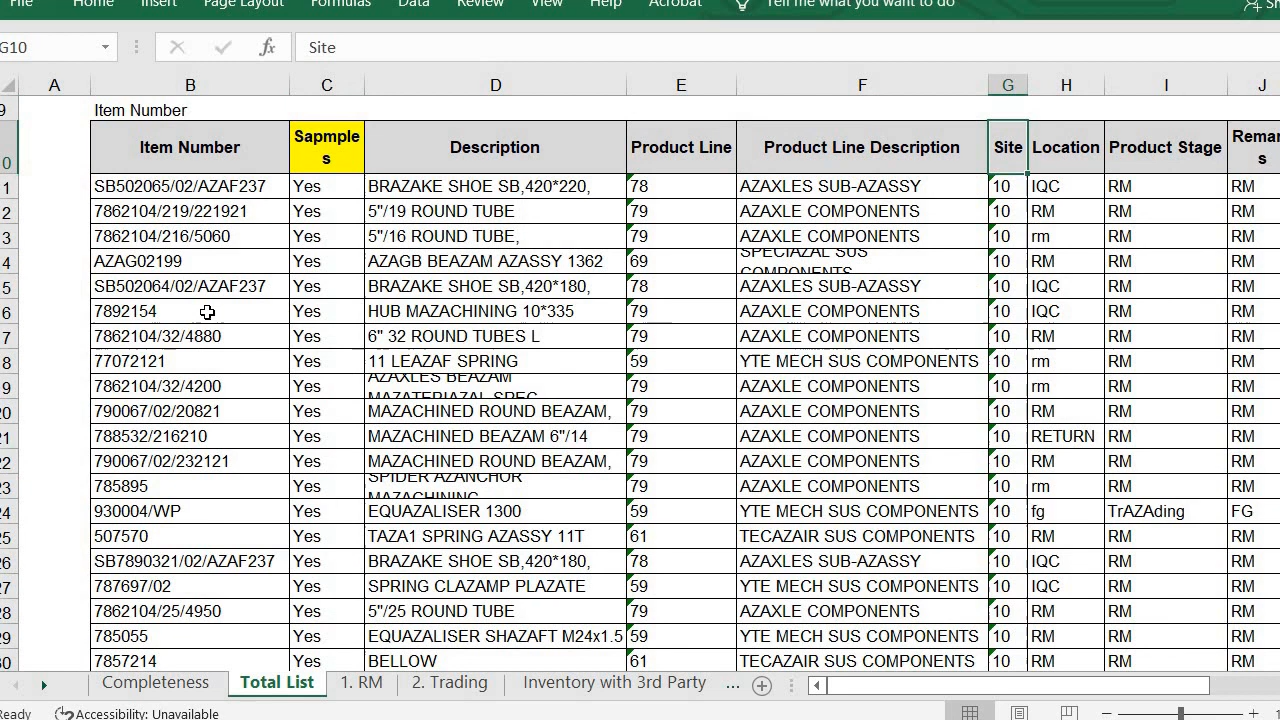 File Home Insert Page Layout Formulas Data Review View Help Acrobat Tell me what you want to do
G10 fx Site
A B C D E F G H I J
Item Number
Item Number Sapmples Description Product Line Product Line Description Site Location Product Stage
SB502065/02/AZAF237 Yes BRAZAKE SHOE SB,420*220, 78 AZAXLES SUB-AZASSY 10 IQC RM RM
7862104/219/221921 Yes 5"/19 ROUND TUBE 79 AZAXLE COMPONENTS 10 RM RM RM
7862104/216/5060 Yes 5"/16 ROUND TUBE, 79 AZAXLE COMPONENTS 10 rm RM RM
AZAG02199 Yes AZAGB BEAZAM AZASSY 1362 69 SPECIAZAL SUS COMPONENTS 10 RM RM RM
SB502064/02/AZAF237 Yes BRAZAKE SHOE SB,420*180, 78 AZAXLES SUB-AZASSY 10 IQC RM RM
7892154 Yes HUB MAZACHINING 10*335 79 AZAXLE COMPONENTS 10 IQC RM RM
7862104/32/4880 Yes 6" 32 ROUND TUBES L 79 AZAXLE COMPONENTS 10 RM RM RM
77072121 Yes 11 LEAZAF SPRING 59 YTE MECH SUS COMPONENTS 10 rm RM RM
7862104/32/4200 Yes AZAXLES BEAZAM MAZATERIAZAL SPEC 79 AZAXLE COMPONENTS 10 rm RM RM
790067/02/20821 Yes MAZACHINED ROUND BEAZAM, 79 AZAXLE COMPONENTS 10 RM RM RM
788532/216210 Yes MAZACHINED BEAZAM 6"/14 79 AZAXLE COMPONENTS 10 RETURN RM RM
790067/02/232121 Yes MAZACHINED ROUND BEAZAM, 79 AZAXLE COMPONENTS 10 RM RM RM
785895 Yes SPIDER AZANCHOR MAZACHINING 79 AZAXLE COMPONENTS 10 rm RM RM
930004/WP Yes EQUAZALISER 1300 59 YTE MECH SUS COMPONENTS 10 fg TrAZAding FG
507570 Yes TAZA1 SPRING AZASSY 11T 61 TECAZAIR SUS COMPONENTS 10 RM RM RM
SB7890321/02/AZAF237 Yes BRAZAKE SHOE SB,420*180, 78 AZAXLES SUB-AZASSY 10 IQC RM RM
787697/02 Yes SPRING CLAZAMP PLAZATE 59 YTE MECH SUS COMPONENTS 10 IQC RM RM
7862104/25/4950 Yes 5"/25 ROUND TUBE 79 AZAXLE COMPONENTS 10 RM RM RM
785055 Yes EQUAZALISER SHAZAFT M24x1.5 59 YTE MECH SUS COMPONENTS 10 RM RM RM
7857214 Yes BELLOW 61 TECAZAIR SUS COMPONENTS 10 RM RM RM
Completeness Total List 1. RM 2. Trading Inventory with 3rd Party ...
Accessibility: Unavailable